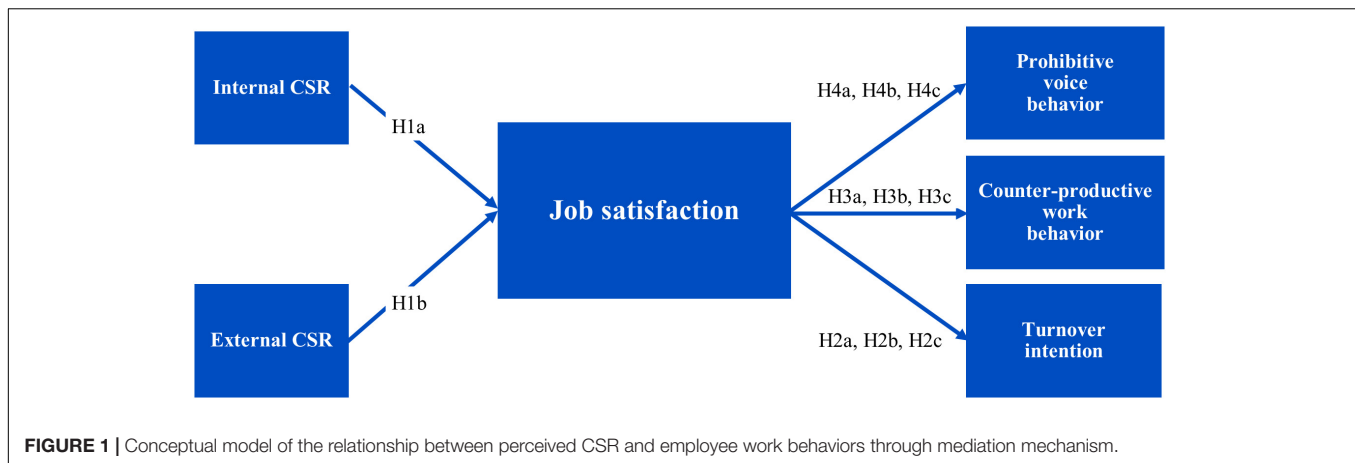 Internal CSR
H1a
External CSR
H1b
Job satisfaction
H4a, H4b, H4c
Prohibitive
voice
behavior
H3a, H3b, H3c
Counter-productive
work
behavior
H2a, H2b, H2c
Turnover
intention
FIGURE 1 | Conceptual model of the relationship between perceived CSR and employee work behaviors through mediation mechanism.